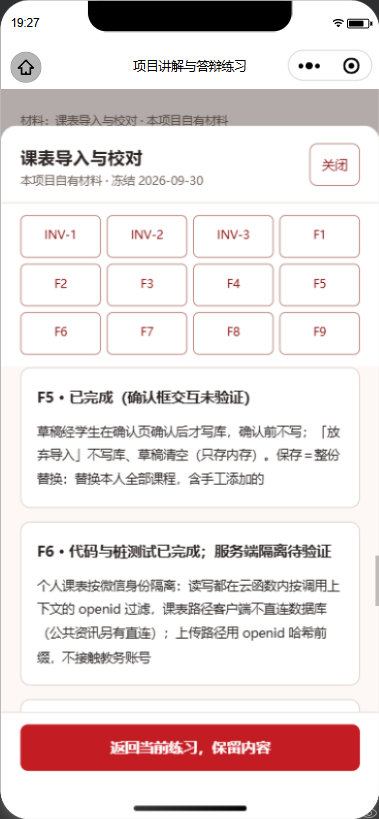 19:27
项目讲解与答辩练习
材料：课表导入与校对 · 本项目自有材料
课表导入与校对
本项目自有材料 · 冻结 2026-09-30
关闭
INV-1
INV-2
INV-3
F1
F2
F3
F4
F5
F6
F7
F8
F9
F5 · 已完成（确认框交互未验证）
草稿经学生在确认页确认后才写库，确认前不写；「放
弃导入」不写库、草稿清空（只存内存）。保存＝整份
替换：替换本人全部课程，含手工添加的
F6 · 代码与桩测试已完成；服务端隔离待验证
个人课表按微信身份隔离：读写都在云函数内按调用上
下文的 openid 过滤，课表路径客户端不直连数据库
（公共资讯另有直连）；上传路径用 openid 哈希前
缀，不接触教务账号
返回当前练习，保留内容